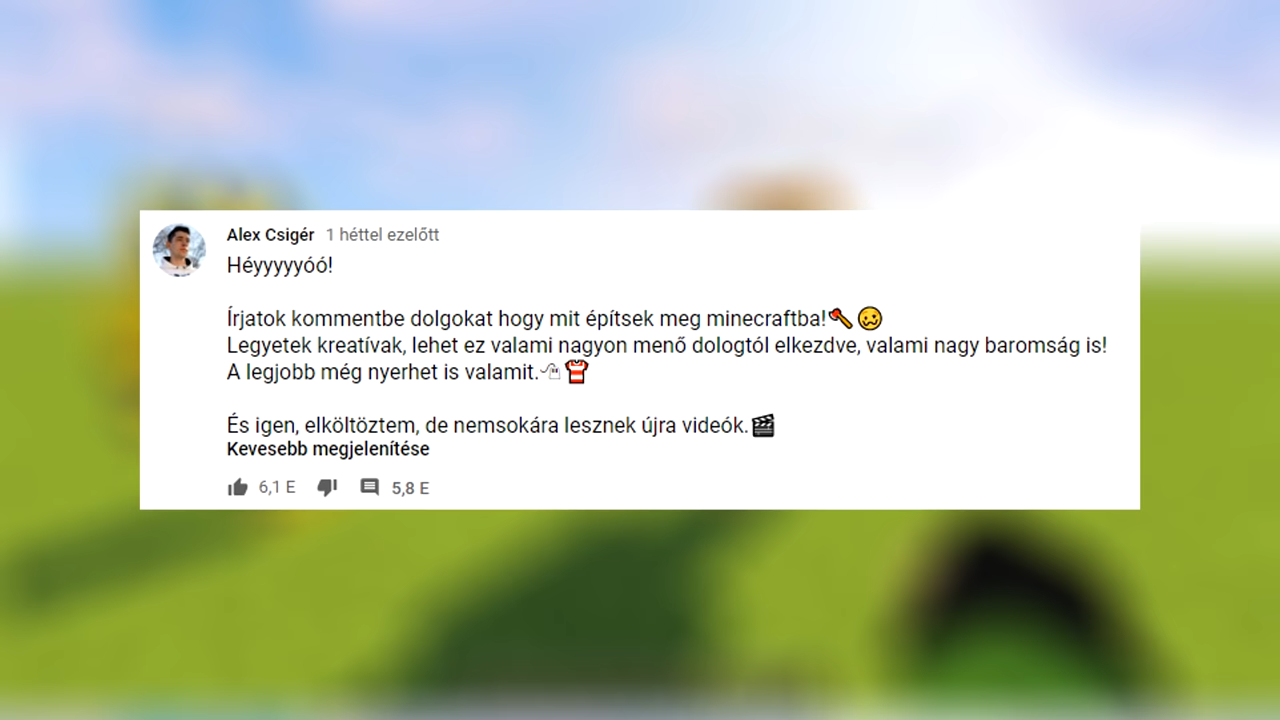 Alex Csigér 1 héttel ezelőtt
Héyyyyyóó!
Írjatok kommentbe dolgokat hogy mit építsek meg minecraftba!🪓🥴
Legyetek kreatívak, lehet ez valami nagyon menő dologtól elkezdve, valami nagy baromság is!
A legjobb még nyerhet is valamit.🖱👕
És igen, elköltöztem, de nemsokára lesznek újra videók.🎬
Kevesebb megjelenítése
6,1 E 5,8 E